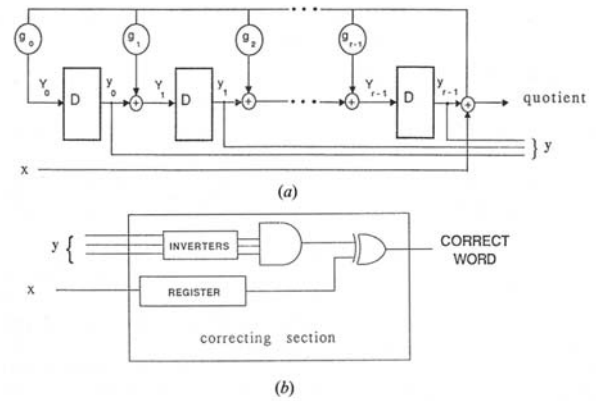 g0 g1 g2 gr-1
Y0 D y0 + Y1 D y1 + + Yr-1 D yr-1 + quotient
} y
x
(a)
y { INVERTERS CORRECT
WORD
x REGISTER
correcting section
(b)